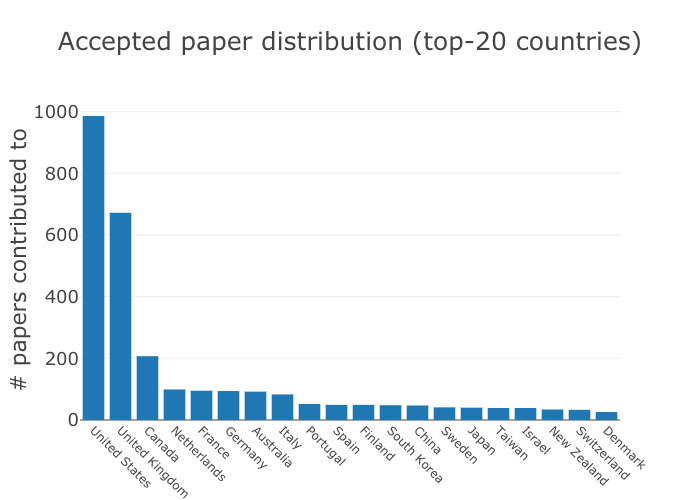 Accepted paper distribution (top-20 countries)
# papers contributed to
1000
800
600
400
200
0
United States
United Kingdom
Canada
Netherlands
France
Germany
Australia
Italy
Portugal
Spain
Finland
South Korea
China
Sweden
Japan
Taiwan
Israel
New Zealand
Switzerland
Denmark